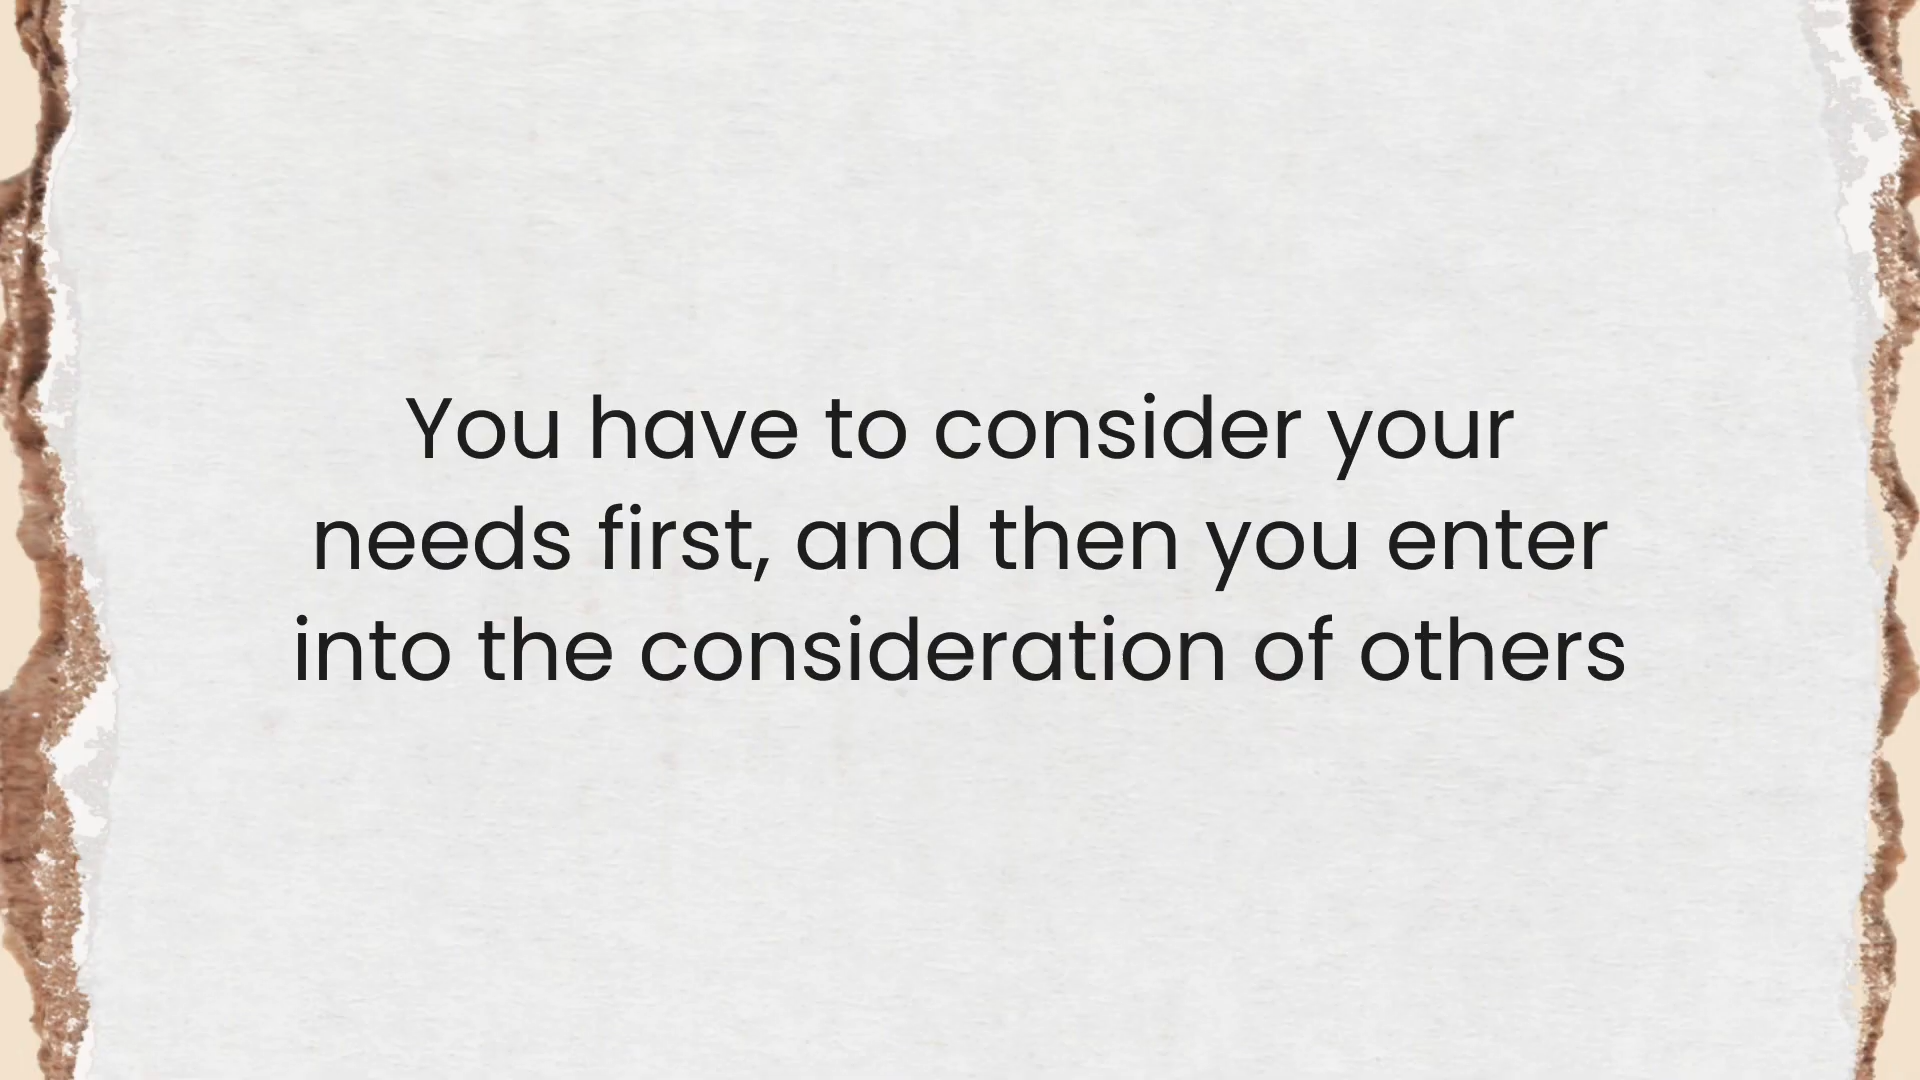 You have to consider your
needs first, and then you enter
into the consideration of others